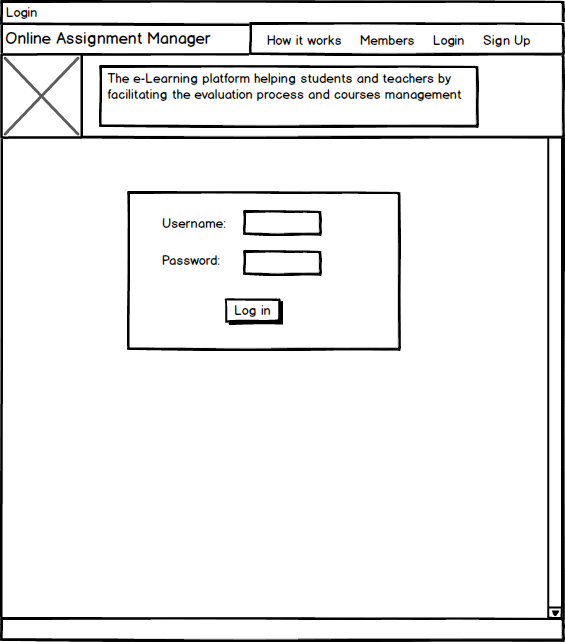 Login
Online Assignment Manager
How it works Members Login Sign Up
The e-Learning platform helping students and teachers by
facilitating the evaluation process and courses management
Username:
Password:
Log in